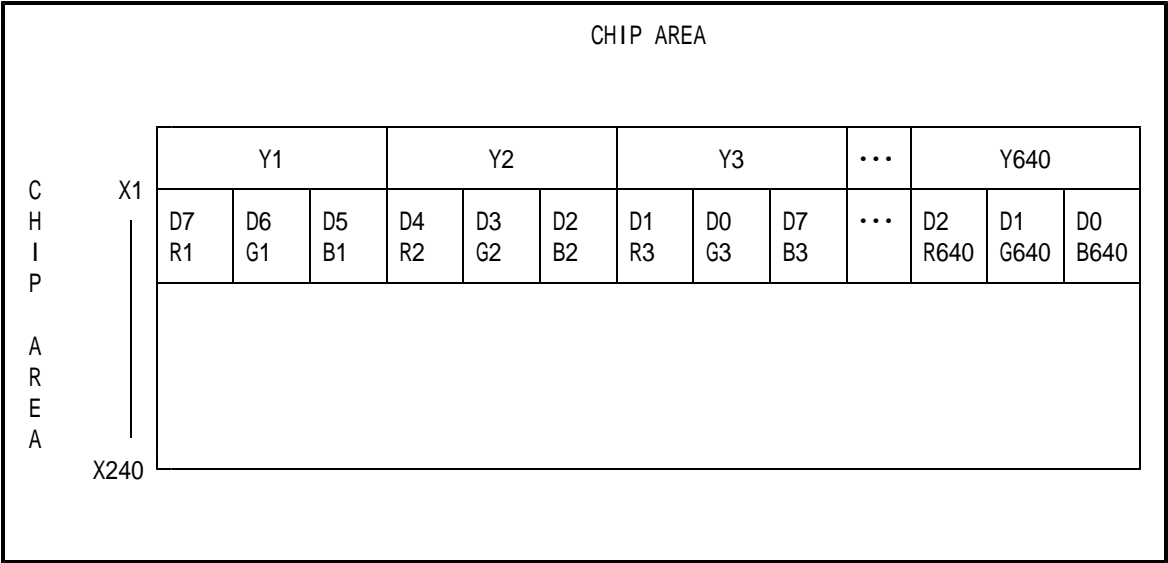 CHIP AREA
Y1 Y2 Y3 ••• Y640
C
H
I
P
A
R
E
A
X1
D7 D6 D5 D4 D3 D2 D1 D0 D7 ••• D2 D1 D0
R1 G1 B1 R2 G2 B2 R3 G3 B3 R640 G640 B640
X240